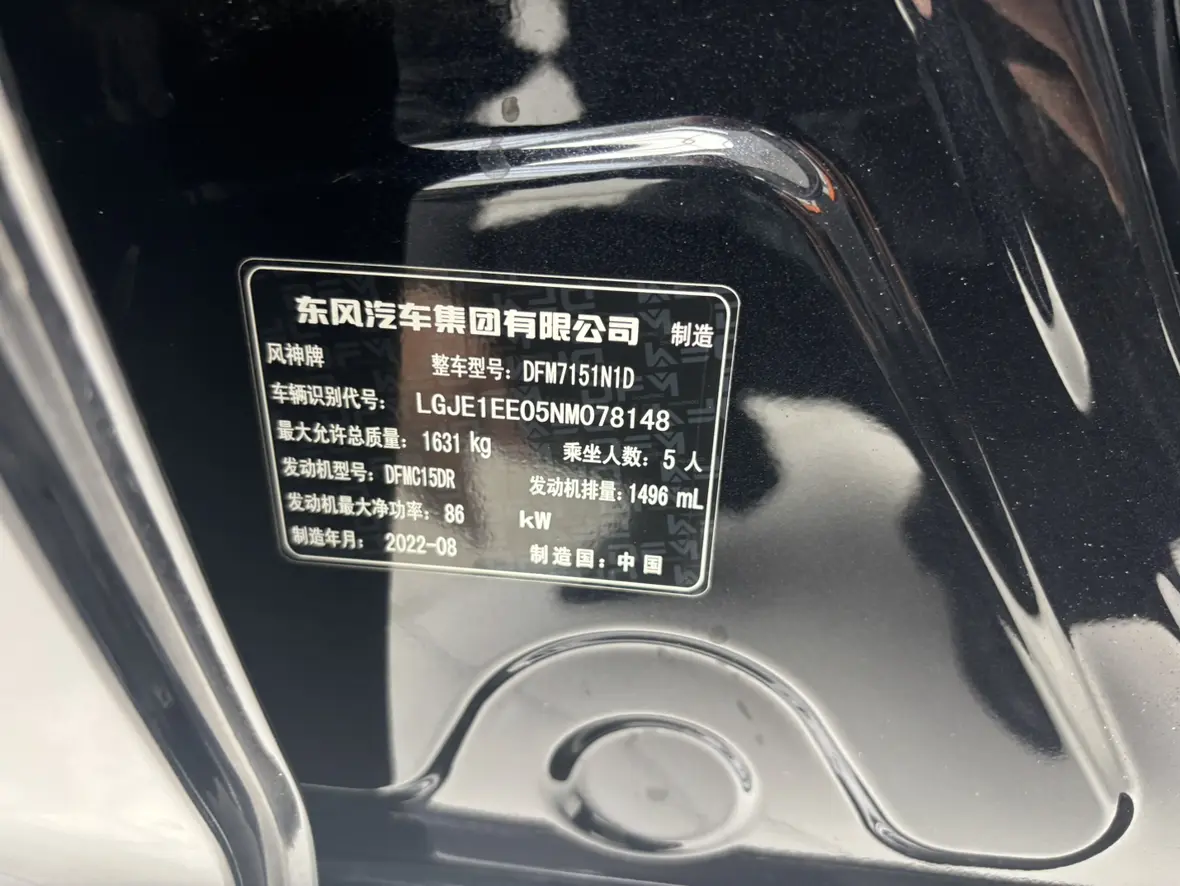 东风汽车集团有限公司 制造
风神牌 整车型号：DFM7151N1D
车辆识别代号： LGJE1EE05NM078148
最大允许总质量： 1631 kg 乘坐人数： 5 人
发动机型号：DFMC15DR 发动机排量：1496 mL
发动机最大净功率： 86 kW
制造年月： 2022-08 制造国：中国